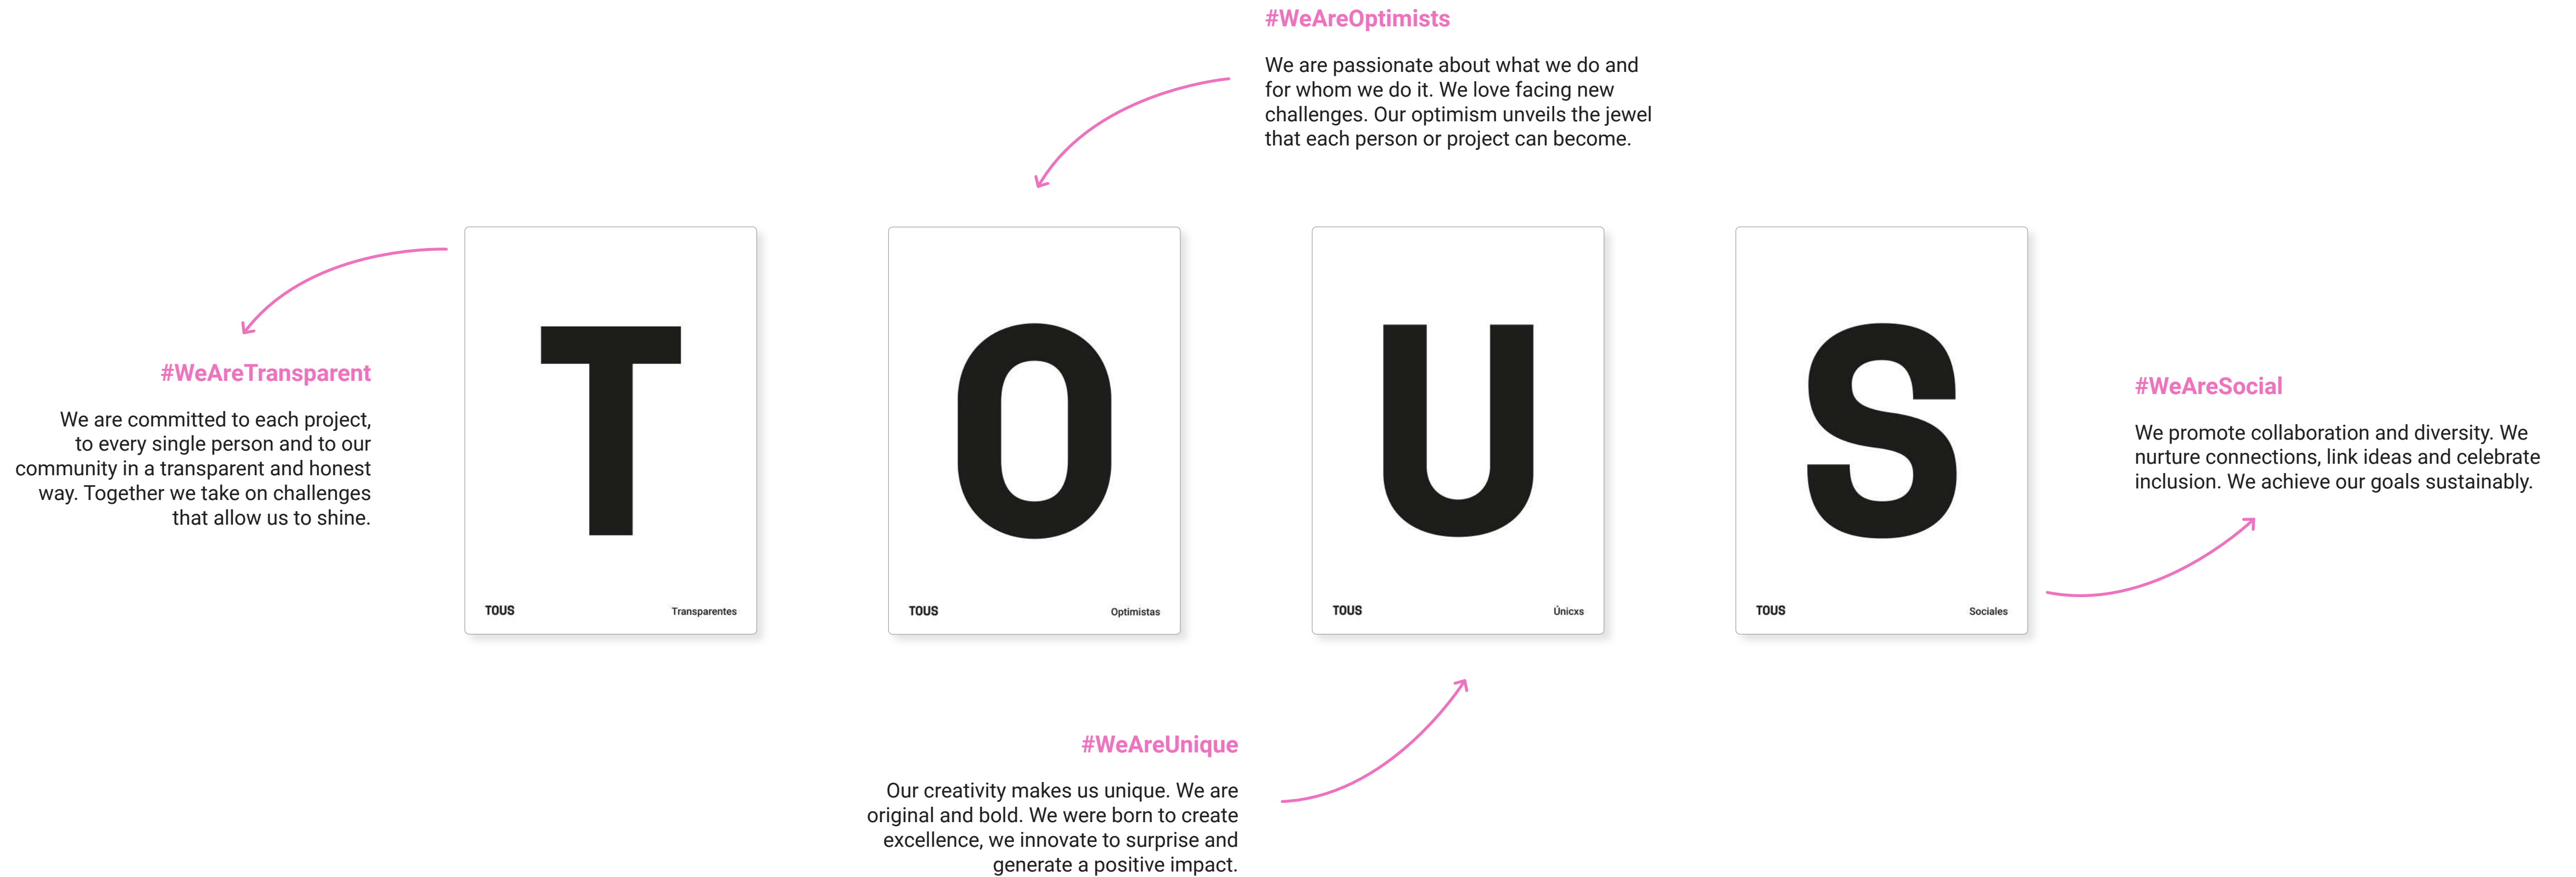 #WeAreOptimists
We are passionate about what we do and
for whom we do it. We love facing new
challenges. Our optimism unveils the jewel
that each person or project can become.
#WeAreTransparent
We are committed to each project,
to every single person and to our
community in a transparent and honest
way. Together we take on challenges
that allow us to shine.
T
TOUS
Transparentes
O
TOUS
Optimistas
U
TOUS
Únicxs
S
TOUS
Sociales
#WeAreSocial
We promote collaboration and diversity. We
nurture connections, link ideas and celebrate
inclusion. We achieve our goals sustainably.
#WeAreUnique
Our creativity makes us unique. We are
original and bold. We were born to create
excellence, we innovate to surprise and
generate a positive impact.